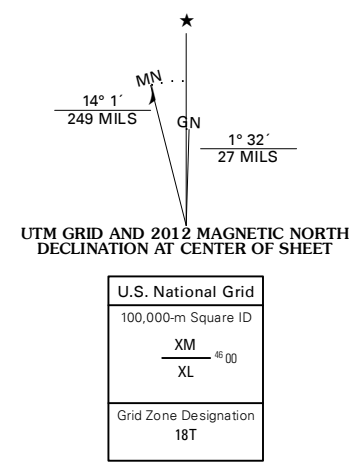 ★
MN
14° 1´
249 MILS
GN
1° 32´
27 MILS
UTM GRID AND 2012 MAGNETIC NORTH
DECLINATION AT CENTER OF SHEET
U.S. National Grid
100,000-m Square ID
XM
46 00
XL
Grid Zone Designation
18T